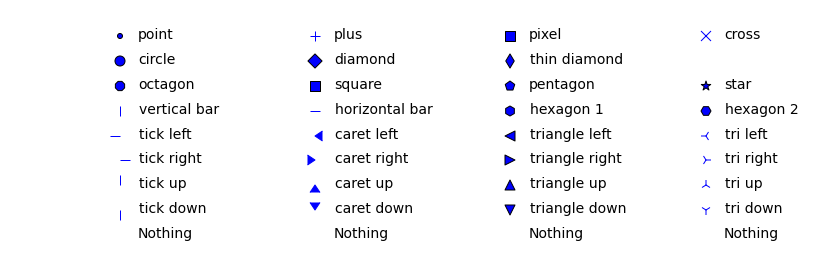 point plus pixel cross
circle diamond thin diamond
octagon square pentagon star
vertical bar horizontal bar hexagon 1 hexagon 2
tick left caret left triangle left tri left
tick right caret right triangle right tri right
tick up caret up triangle up tri up
tick down caret down triangle down tri down
Nothing Nothing Nothing Nothing